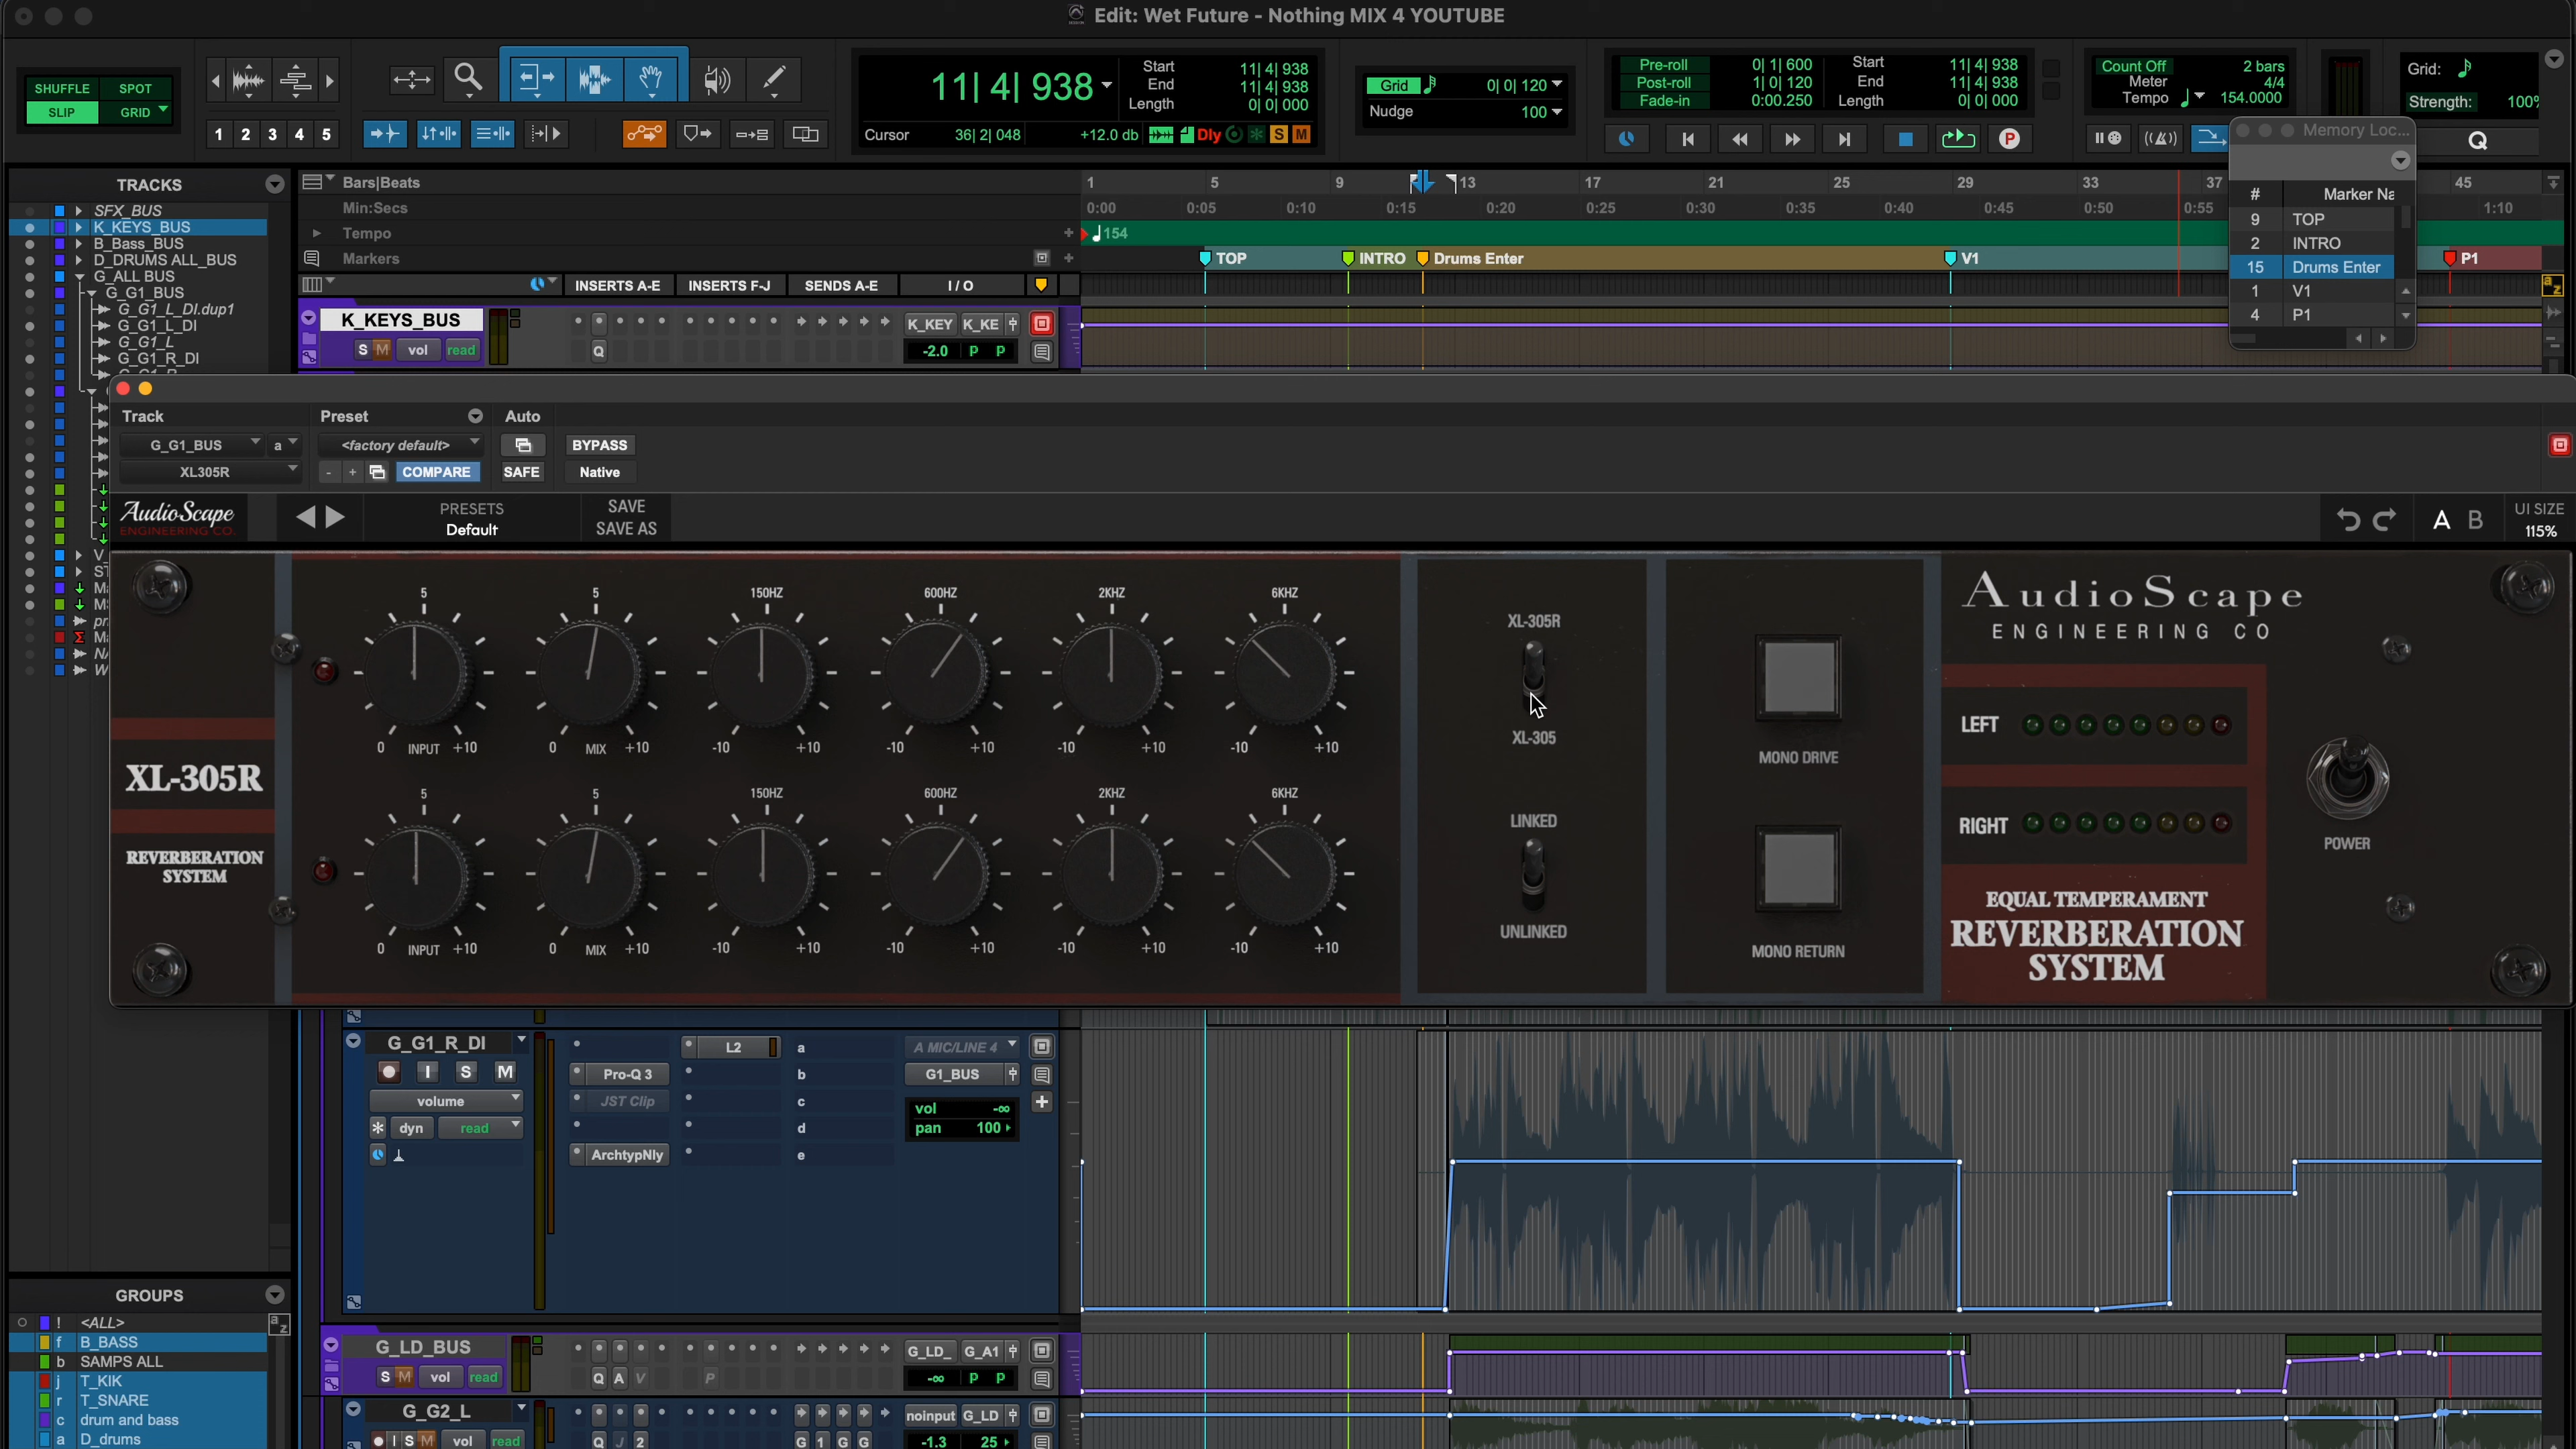 Edit: Wet Future - Nothing MIX 4 YOUTUBE
SHUFFLE SPOT
SLIP GRID
1 2 3 4 5
11| 4| 938
Start 11| 4| 938
End 11| 4| 938
Length 0| 0| 000
Cursor 36| 2| 048 +12.0 db Dly S M
Grid 0| 0| 120
Nudge 100
Pre-roll 0| 1| 600
Post-roll 1| 0| 120
Fade-in 0:00.250
Start 11| 4| 938
End 11| 4| 938
Length 0| 0| 000
P
Count Off 2 bars
Meter 4/4
Tempo 154.0000
Grid:
Strength: 100%
Q
Memory Loc...
# Marker Na
9 TOP
2 INTRO
15 Drums Enter
1 V1
4 P1
TRACKS
SFX_BUS
K_KEYS_BUS
B_Bass_BUS
D_DRUMS ALL_BUS
G_ALL BUS
G_G1_BUS
G_G1_L_DI.dup1
G_G1_L_DI
G_G1_L
G_G1_R_DI
Bars|Beats
1 5 9 13 17 21 25 29 33 37 45
Min:Secs
0:00 0:05 0:10 0:15 0:20 0:25 0:30 0:35 0:40 0:45 0:50 0:55 1:10
Tempo
154
Markers
TOP INTRO Drums Enter V1 P1
INSERTS A-E INSERTS F-J SENDS A-E I / O
K_KEYS_BUS
K_KEY K_KE
S M vol read
Q
-2.0 P P
Track Preset Auto
G_G1_BUS a <factory default> BYPASS
XL305R - + COMPARE SAFE Native
AudioScape
ENGINEERING CO.
PRESETS
Default
SAVE
SAVE AS
A B
UI SIZE
115%
XL-305R
REVERBERATION
SYSTEM
5 5 150HZ 600HZ 2KHZ 6KHZ
0 INPUT +10 0 MIX +10 -10 +10 -10 +10 -10 +10 -10 +10
5 5 150HZ 600HZ 2KHZ 6KHZ
0 INPUT +10 0 MIX +10 -10 +10 -10 +10 -10 +10 -10 +10
XL-305R
XL-305
LINKED
UNLINKED
MONO DRIVE
MONO RETURN
AudioScape
ENGINEERING CO
LEFT
RIGHT
EQUAL TEMPERAMENT
REVERBERATION
SYSTEM
POWER
G_G1_R_DI
I S M
volume
dyn read
L2
Pro-Q 3
JST Clip
ArchtypNly
a
b
c
d
e
A MIC/LINE 4
G1_BUS
vol -∞
pan 100
G_LD_BUS
S M vol read
Q A V P
G_LD_ G_A1
-∞ P P
G_G2_L
I S M vol read
Q J 2
G 1 G G
noinput G_LD
-1.3 25
GROUPS
! <ALL>
f B_BASS
b SAMPS ALL
j T_KIK
r T_SNARE
c drum and bass
a D_drums